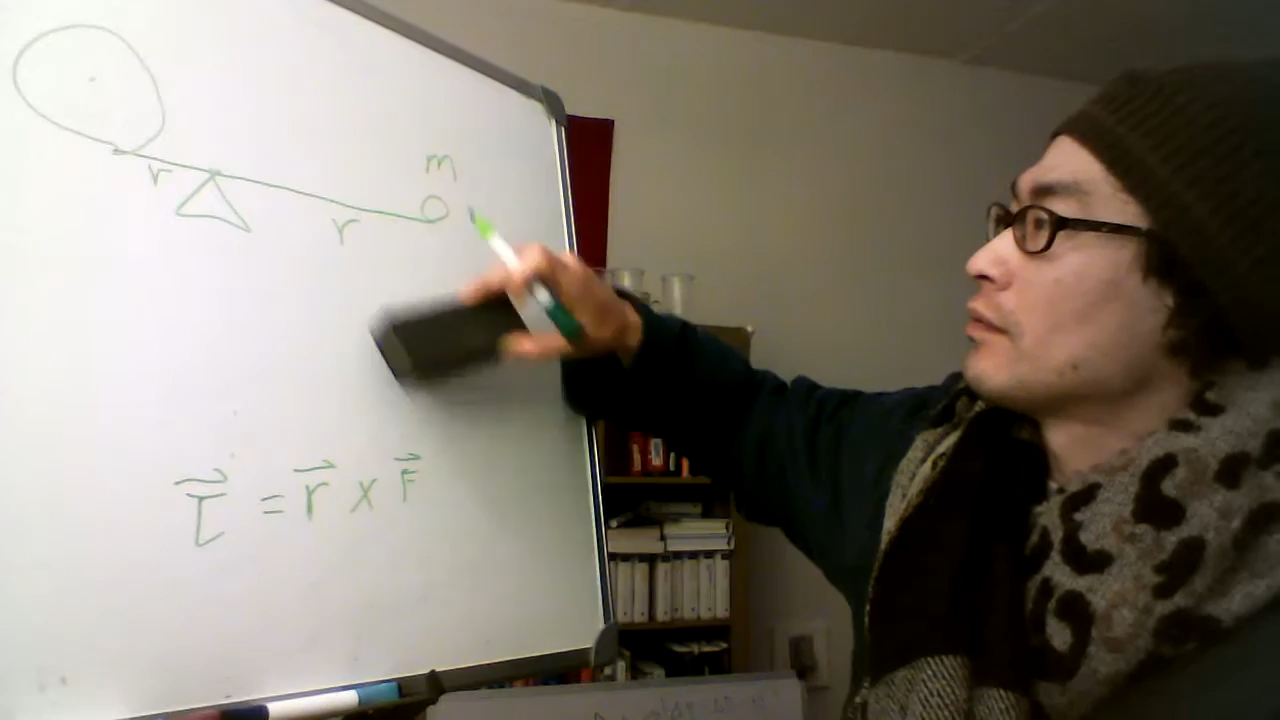 m
r
r
τ⃗ = r⃗ x F⃗